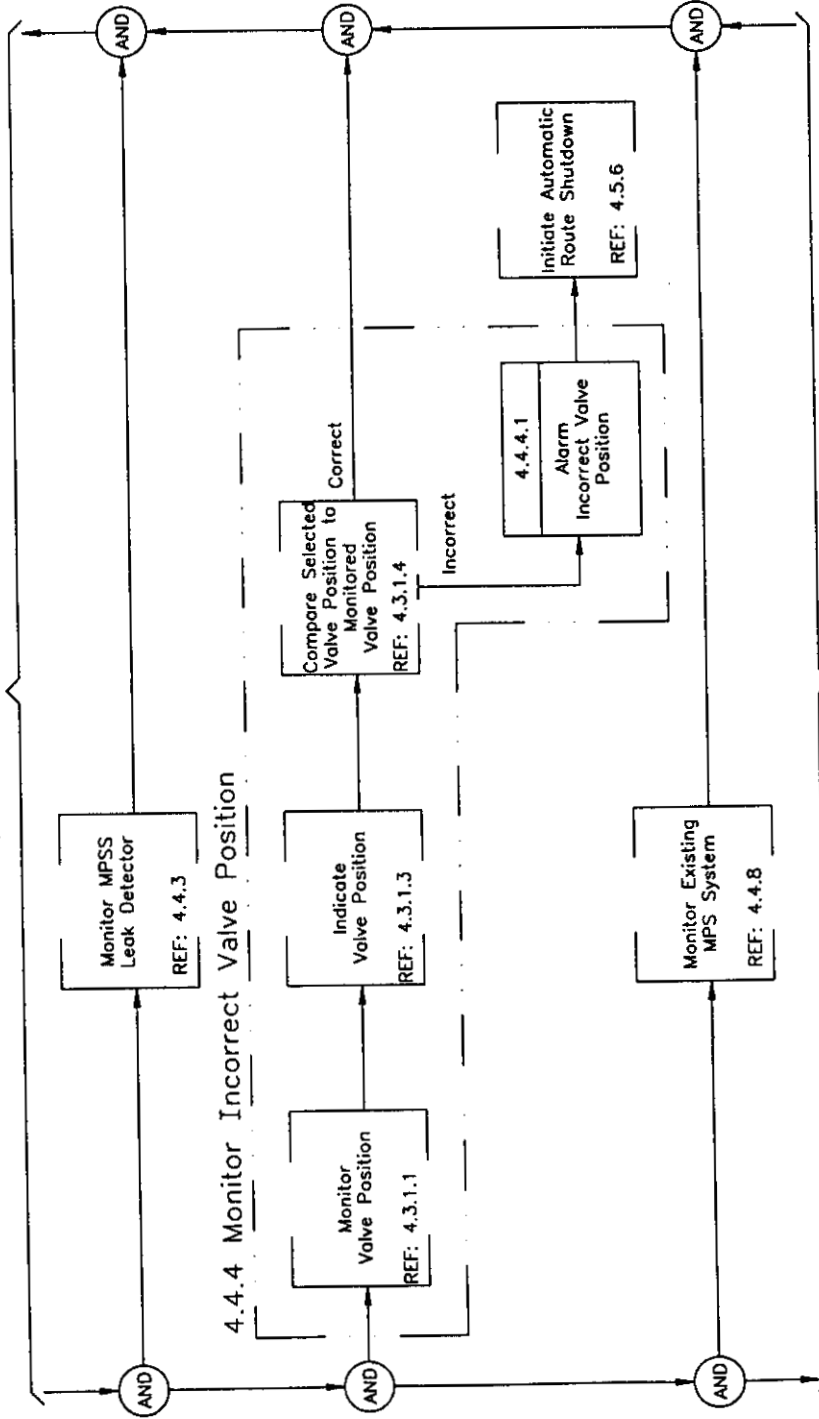 AND
Monitor MPSS
Leak Detector
REF: 4.4.3
AND
4.4.4 Monitor Incorrect Valve Position
AND
Monitor
Valve Position
REF: 4.3.1.1
Indicate
Valve Position
REF: 4.3.1.3
Compare Selected
Valve Position to
Monitored
Valve Position
REF: 4.3.1.4
Correct
AND
Incorrect
4.4.4.1
Alarm
Incorrect Valve
Position
Initiate Automatic
Route Shutdown
REF: 4.5.6
AND
Monitor Existing
MPS System
REF: 4.4.8
AND